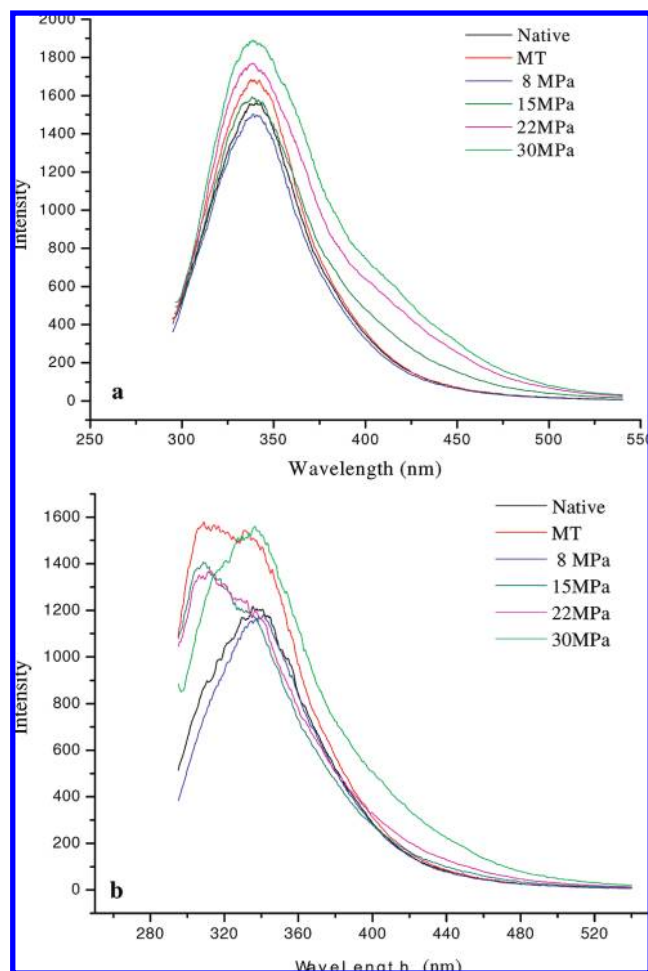 2000
1800
1600
1400
1200
1000
800
600
400
200
0
Intensity
Native
MT
8 MPa
15MPa
22MPa
30MPa
a
250
300
350
400
450
500
550
Wavelength (nm)
1600
1400
1200
1000
800
600
400
200
0
Intensity
Native
MT
8 MPa
15MPa
22MPa
30MPa
b
280
320
360
400
440
480
520
Wavelength (nm)